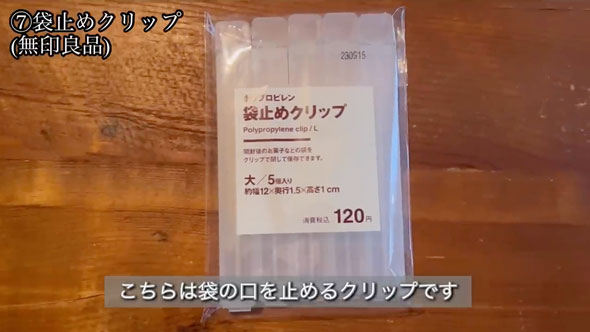 ⑦袋止めクリップ
(無印良品)
230515
ポリプロピレン
袋止めクリップ
Polypropylene clip / L
開封後のお菓子などの袋を
クリップで閉じて保存できます。
大／5個入り
約幅12×奥行1.5×高さ1cm
消費税込 120円
こちらは袋の口を止めるクリップです